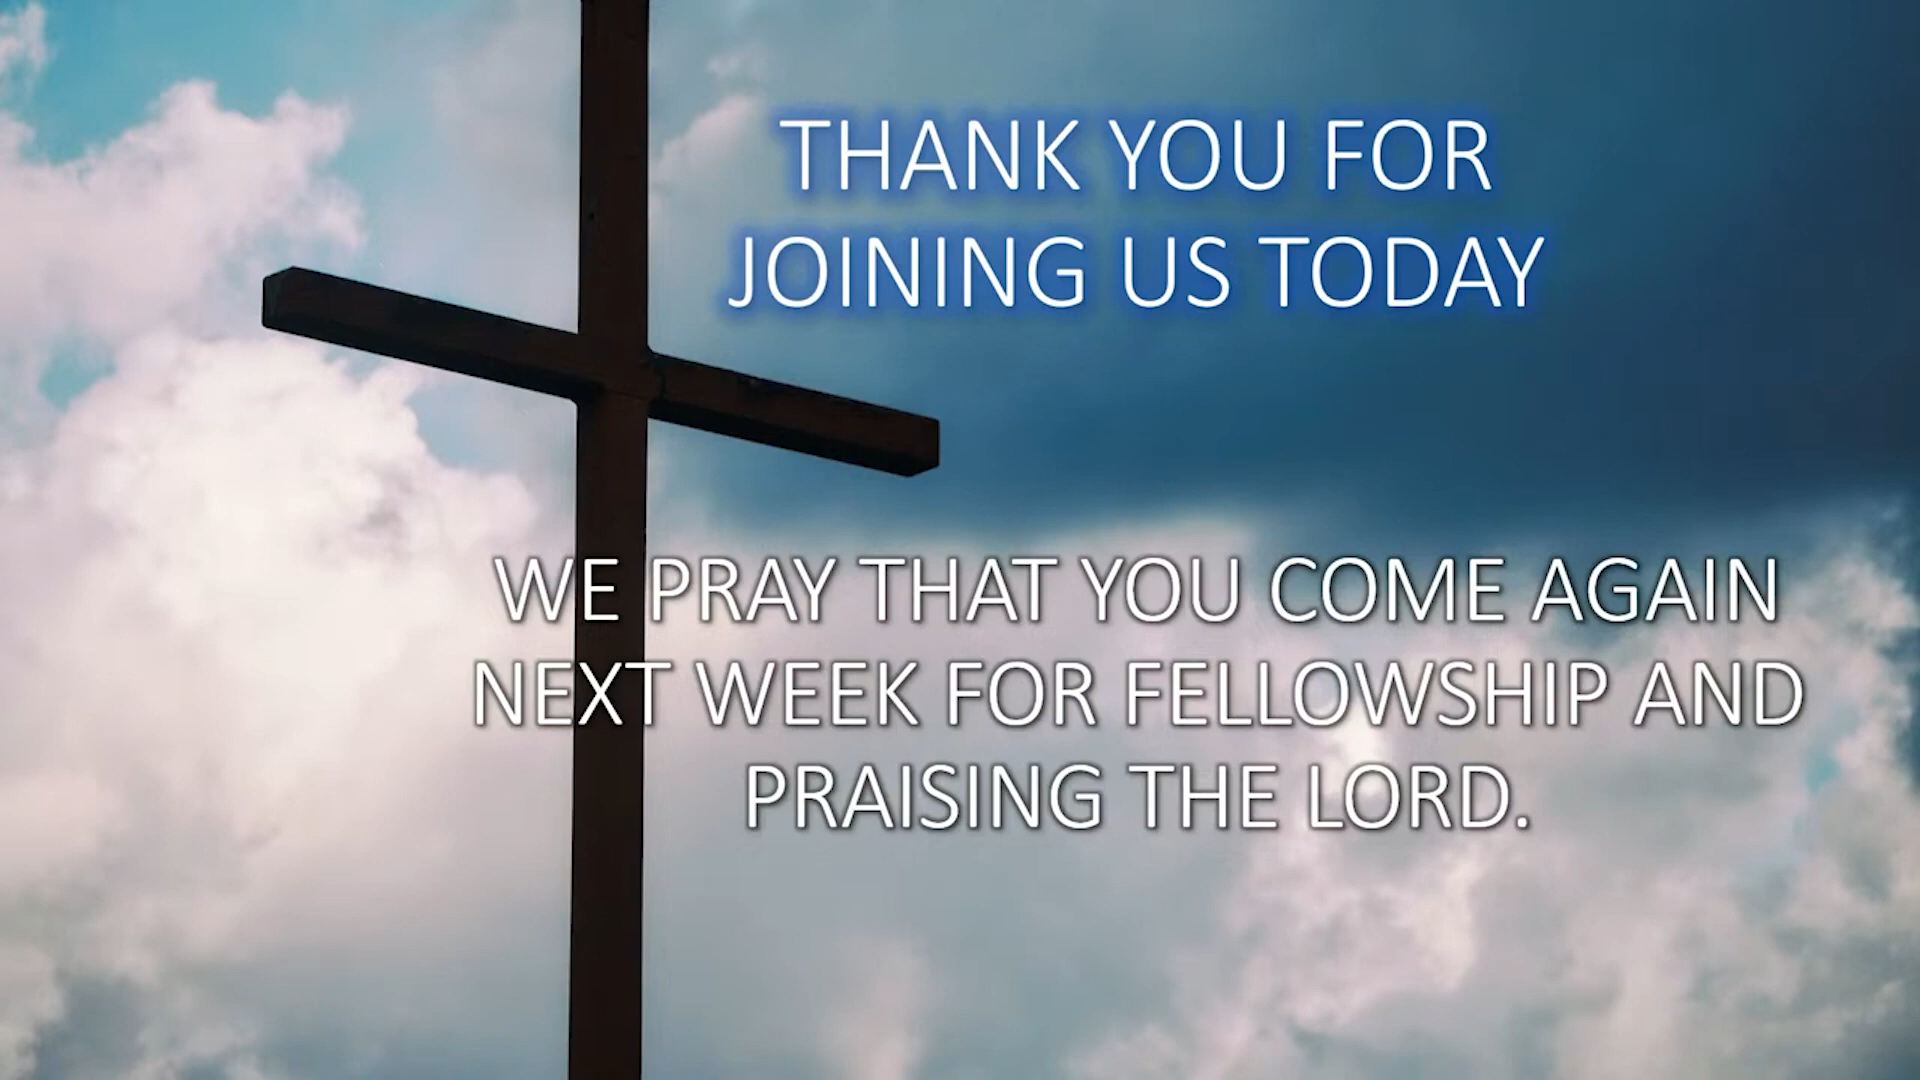 THANK YOU FOR
JOINING US TODAY
WE PRAY THAT YOU COME AGAIN
NEXT WEEK FOR FELLOWSHIP AND
PRAISING THE LORD.